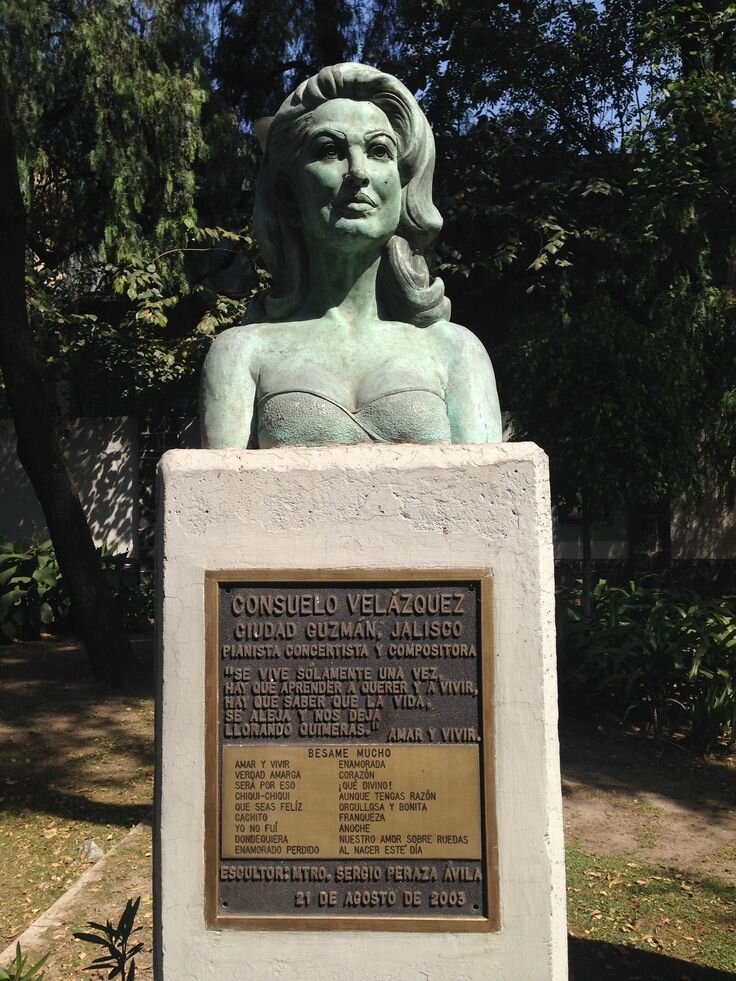 CONSUELO VELÁZQUEZ
CIUDAD GUZMÁN, JALISCO
PIANISTA CONCERTISTA Y COMPOSITORA
"SE VIVE SÓLAMENTE UNA VEZ,
HAY QUE APRENDER A QUERER Y A VIVIR,
HAY QUE SABER QUE LA VIDA,
SE ALEJA Y NOS DEJA
LLORANDO QUIMERAS." AMAR Y VIVIR.
BESAME MUCHO
AMAR Y VIVIR ENAMORADA
VERDAD AMARGA CORAZÓN
SERA POR ESO ¡QUÉ DIVINO!
CHIQUI-CHIQUI AUNQUE TENGAS RAZÓN
QUE SEAS FELÍZ ORGULLOSA Y BONITA
CACHITO FRANQUEZA
YO NO FUÍ ANOCHE
DONDEQUIERA NUESTRO AMOR SOBRE RUEDAS
ENAMORADO PERDIDO AL NACER ESTE DÍA
ESCULTOR: MTRO. SERGIO PERAZA ÁVILA
21 DE AGOSTO DE 2003